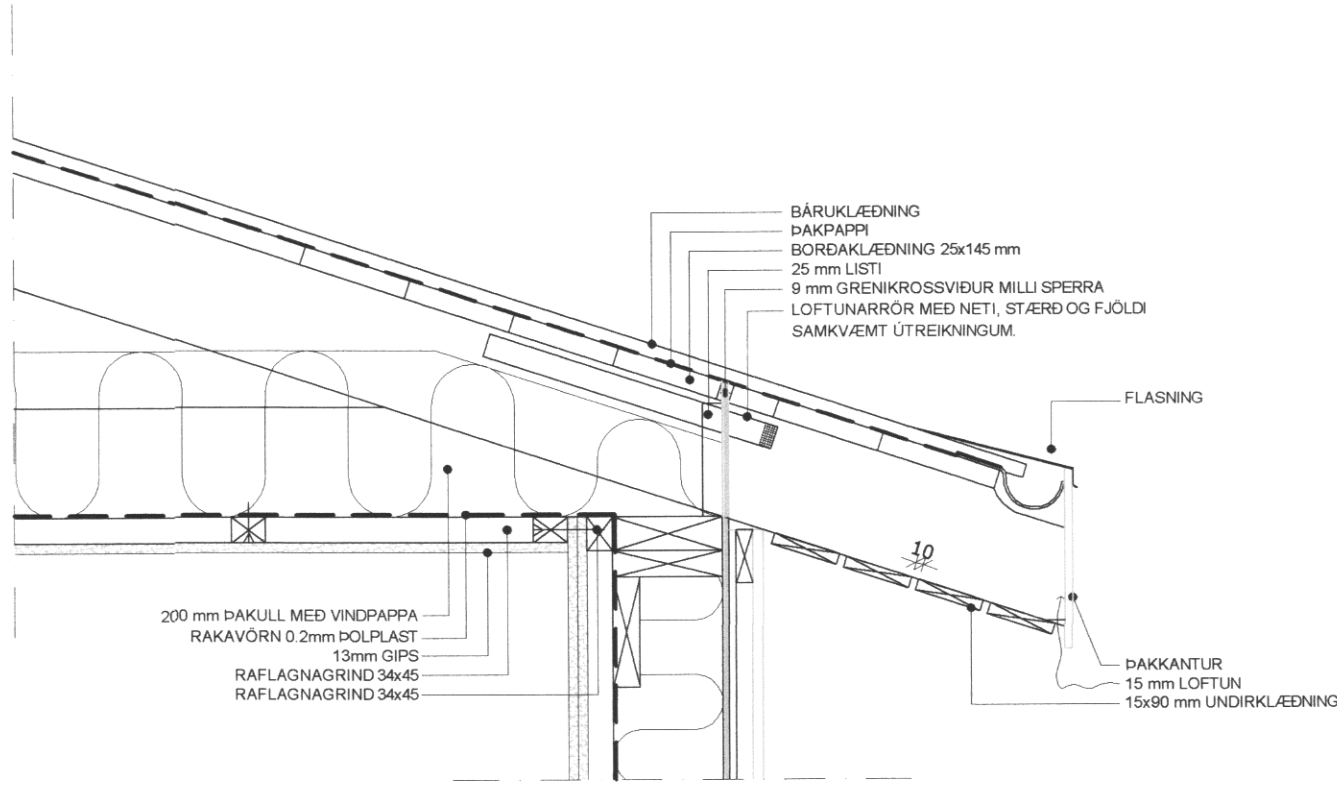 BÁRUKLÆÐNING
ÞAKPAPPI
BORÐAKLÆÐNING 25x145 mm
25 mm LISTI
9 mm GRENIKROSSVIÐUR MILLI SPERRA
LOFTUNARRÖR MEÐ NETI, STÆRÐ OG FJÖLDI
SAMKVÆMT ÚTREIKNINGUM.
FLASNING
10
200 mm ÞAKULL MEÐ VINDPAPPA
RAKAVÖRN 0.2mm ÞOLPLAST
13mm GIPS
RAFLAGNAGRIND 34x45
RAFLAGNAGRIND 34x45
ÞAKKANTUR
15 mm LOFTUN
15x90 mm UNDIRKLÆÐNING